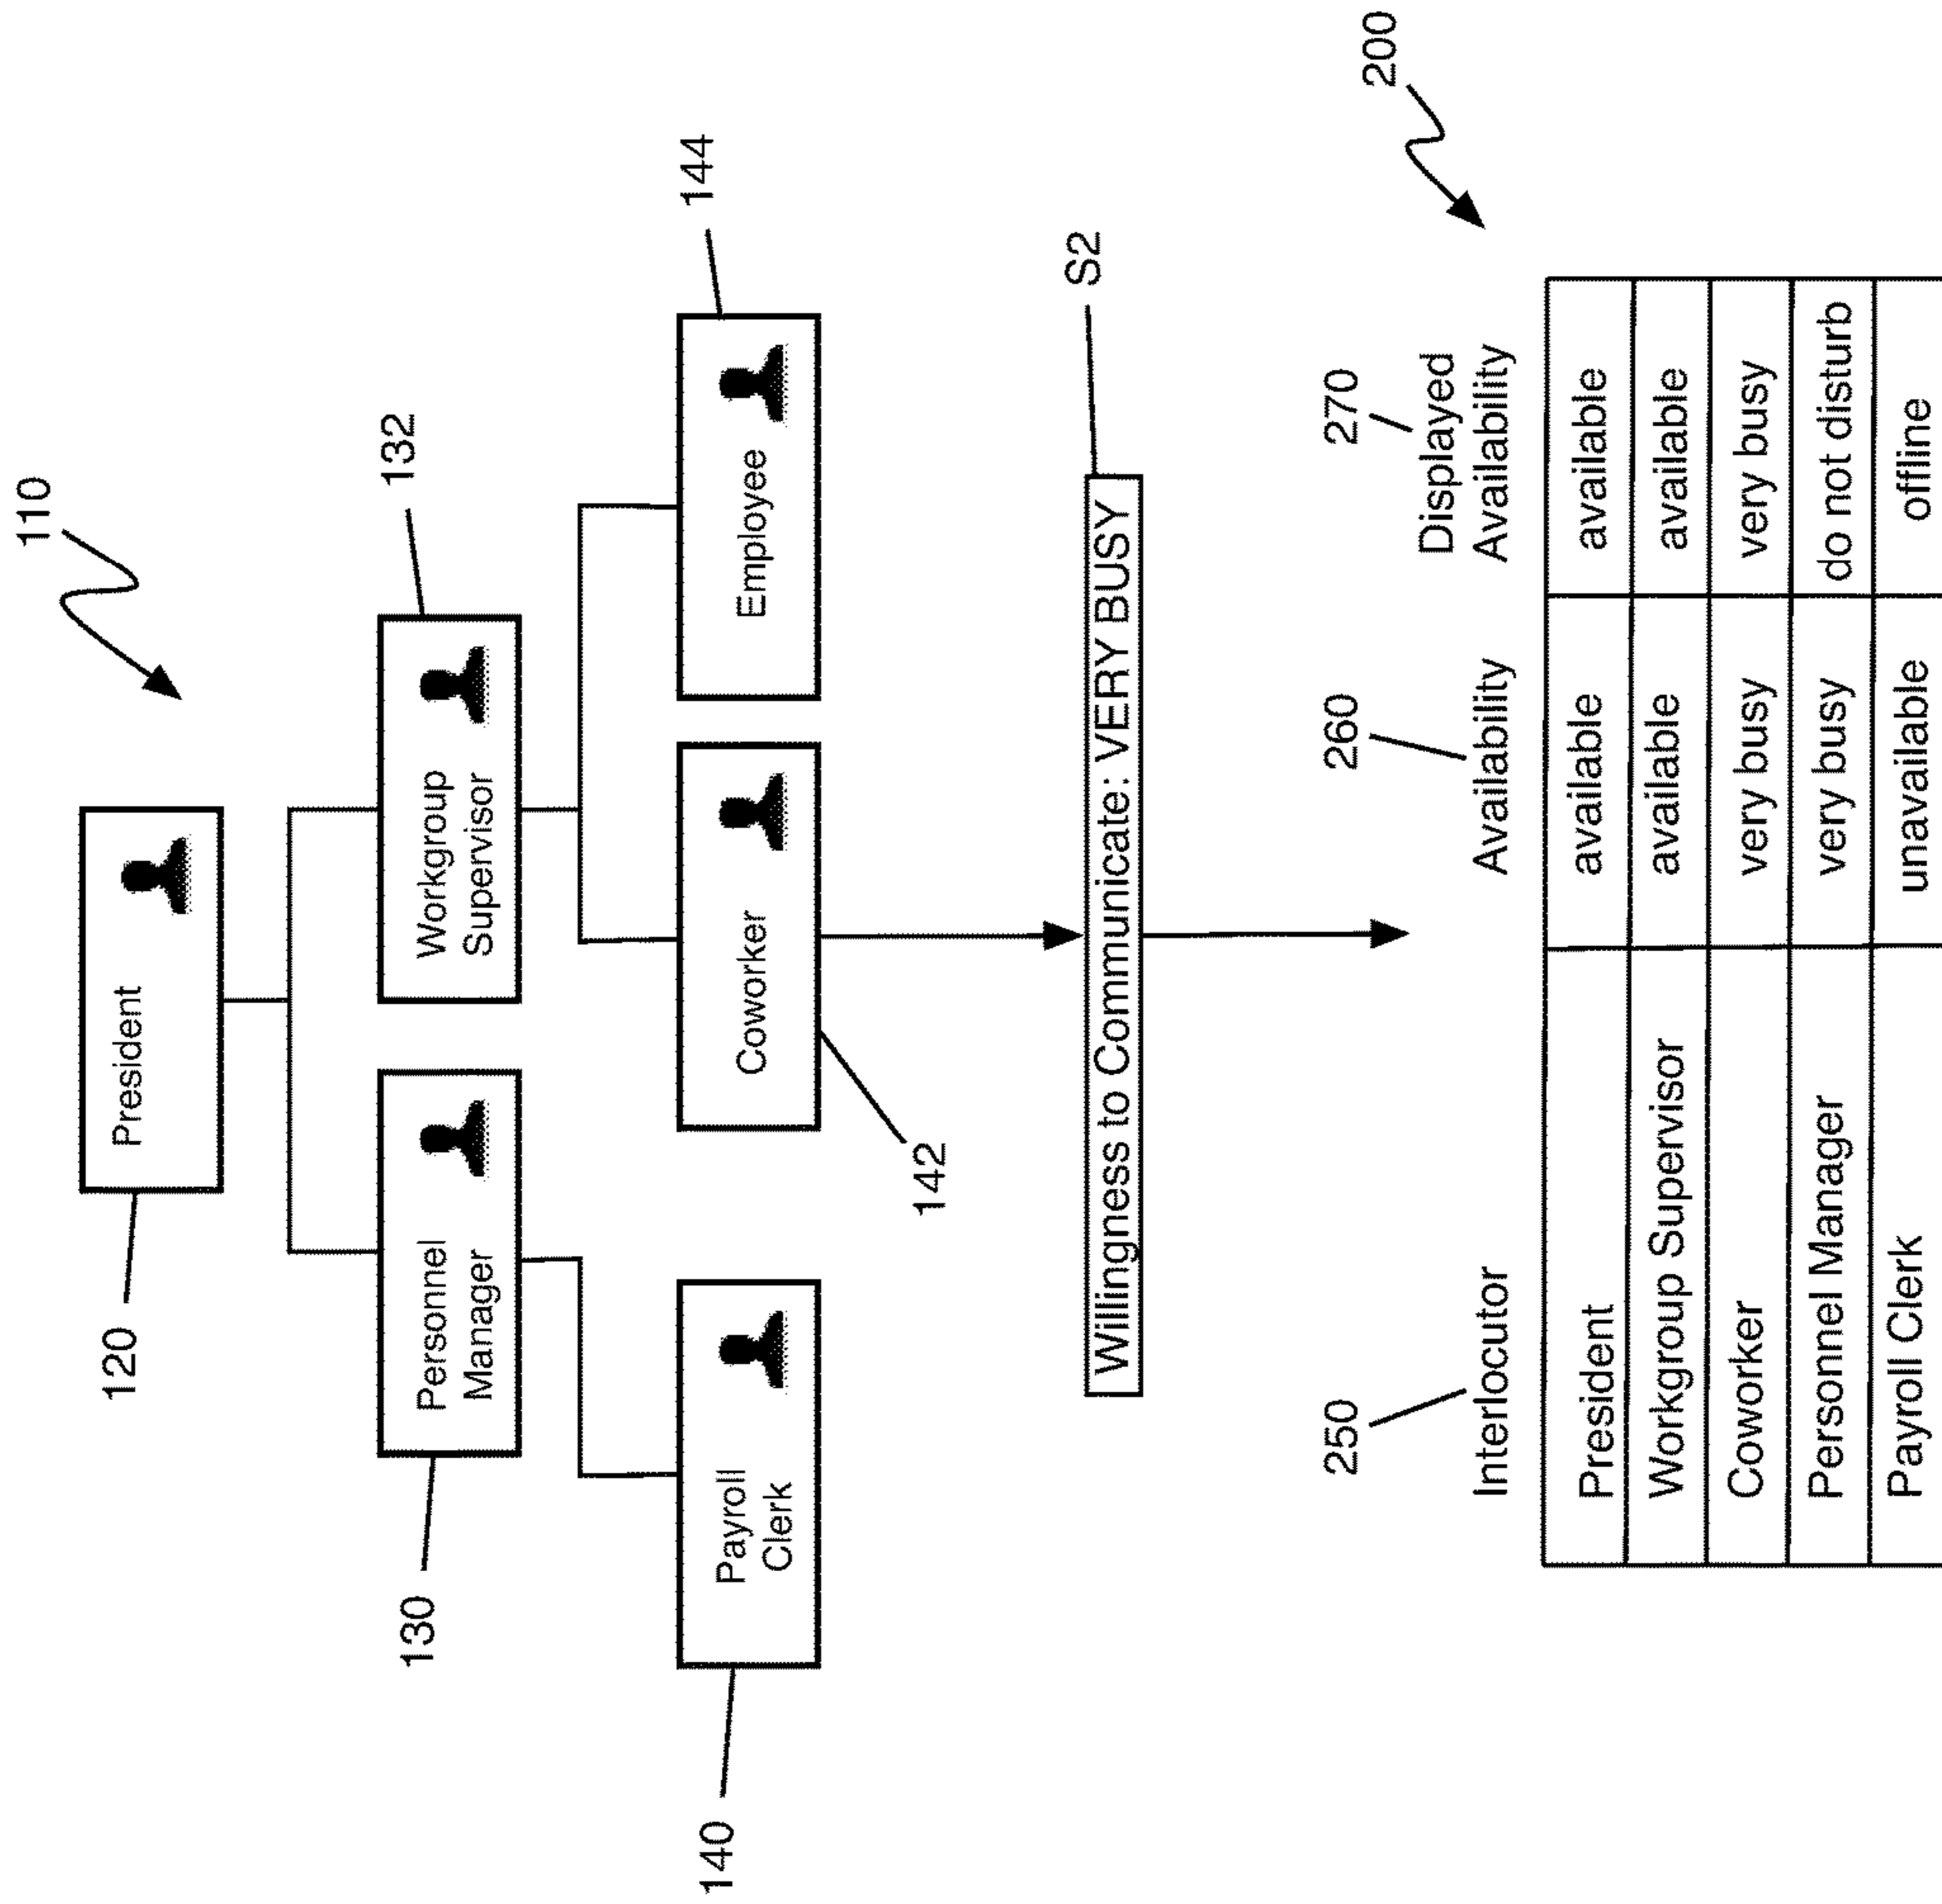 110
120
President
130
Personnel
Manager
132
Workgroup
Supervisor
140
Payroll
Clerk
142
Coworker
144
Employee
S2
Willingness to Communicate: VERY BUSY
200
250
260
270
Interlocutor
Availability
Displayed
Availability
President available available
Workgroup Supervisor available available
Coworker very busy very busy
Personnel Manager very busy do not disturb
Payroll Clerk unavailable offline